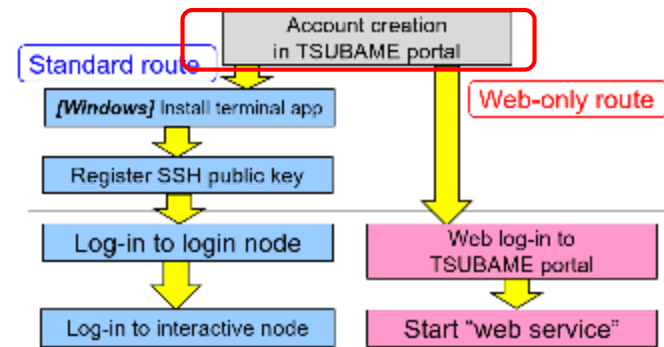 Account creation
in TSUBAME portal
Standard route
Web-only route
[Windows] Install terminal app
Register SSH public key
Log-in to login node
Web log-in to
TSUBAME portal
Log-in to interactive node
Start “web service”